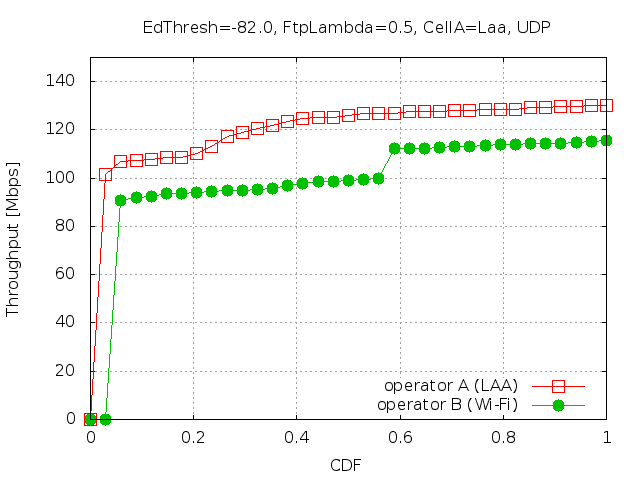 EdThresh=-82.0, FtpLambda=0.5, CellA=Laa, UDP
Throughput [Mbps]
140
120
100
80
60
40
20
0
operator A (LAA)
operator B (Wi-Fi)
0 0.2 0.4 0.6 0.8 1
CDF